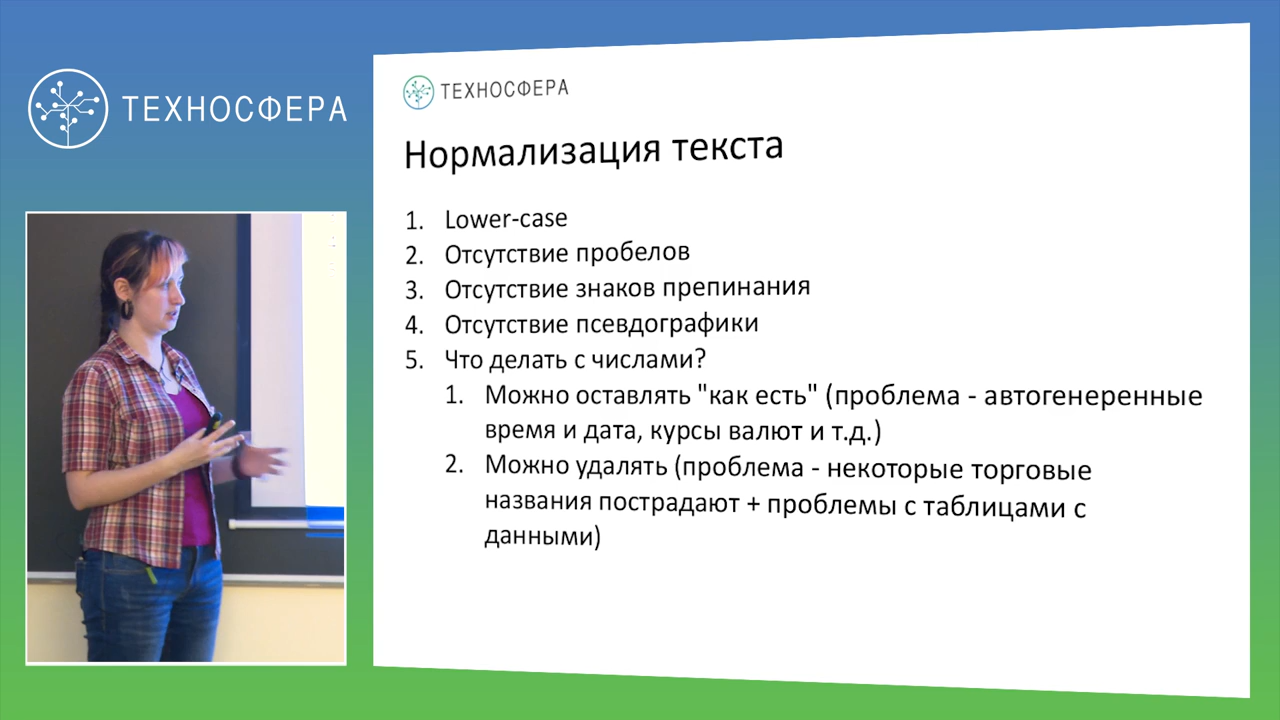 ТЕХНОСФЕРА
ТЕХНОСФЕРА
Нормализация текста
1. Lower-case
2. Отсутствие пробелов
3. Отсутствие знаков препинания
4. Отсутствие псевдографики
5. Что делать с числами?
1. Можно оставлять "как есть" (проблема - автогенеренные
время и дата, курсы валют и т.д.)
2. Можно удалять (проблема - некоторые торговые
названия пострадают + проблемы с таблицами с
данными)